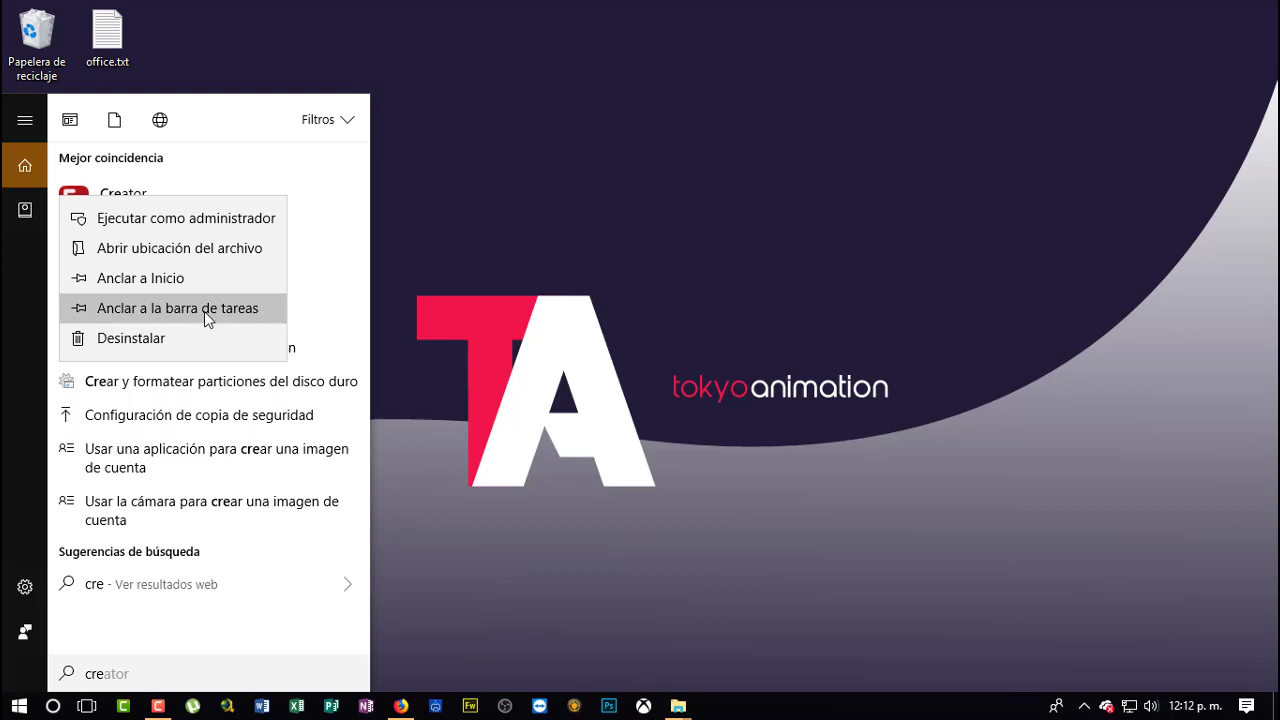 Papelera de
reciclaje
office.txt
Filtros
Mejor coincidencia
Creator
Ejecutar como administrador
Abrir ubicación del archivo
Anclar a Inicio
Anclar a la barra de tareas
Desinstalar
n
Crear y formatear particiones del disco duro
Configuración de copia de seguridad
Usar una aplicación para crear una imagen
de cuenta
Usar la cámara para crear una imagen de
cuenta
Sugerencias de búsqueda
cre - Ver resultados web
creator
TA
tokyoanimation
Fw
Ps
12:12 p. m.